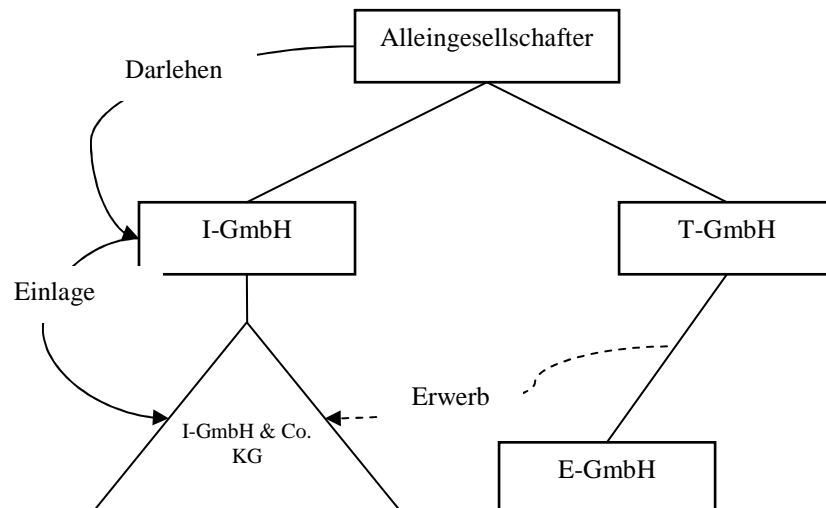 Alleingesellschafter
Darlehen
I-GmbH
T-GmbH
Einlage
Erwerb
I-GmbH & Co.
KG
E-GmbH